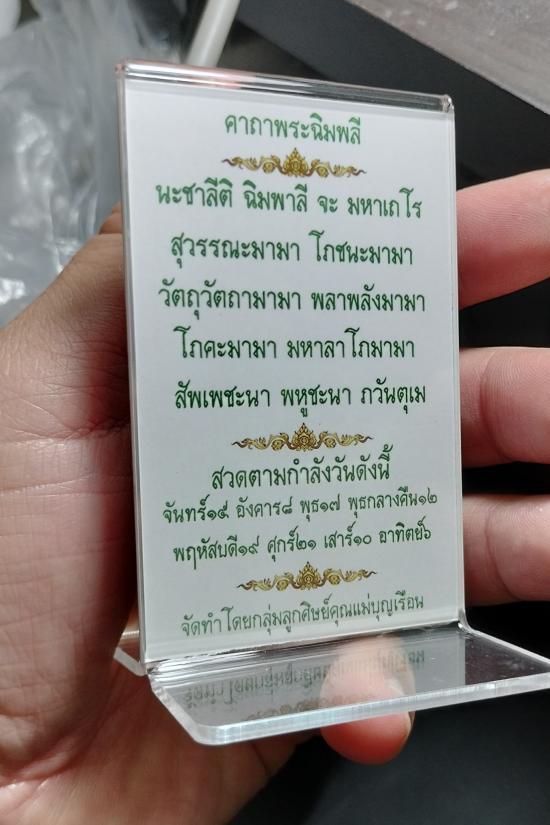 คาถาพระฉิมพลี
นะชาลีติ ฉิมพาลี จะ มหาเถโร
สุวรรณะมามา โภชนะมามา
วัตถุวัตถามามา พลาพลังมามา
โภคะมามา มหาลาโภมามา
สัพเพชะนา พหูชะนา ภวันตุเม
สวดตามกำลังวันดังนี้
จันทร์๑๕ อังคาร๘ พุธ๑๗ พุธกลางคืน๑๒
พฤหัสบดี๑๙ ศุกร์๒๑ เสาร์๑๐ อาทิตย์๖
จัดทำโดยกลุ่มลูกศิษย์คุณแม่บุญเรือน